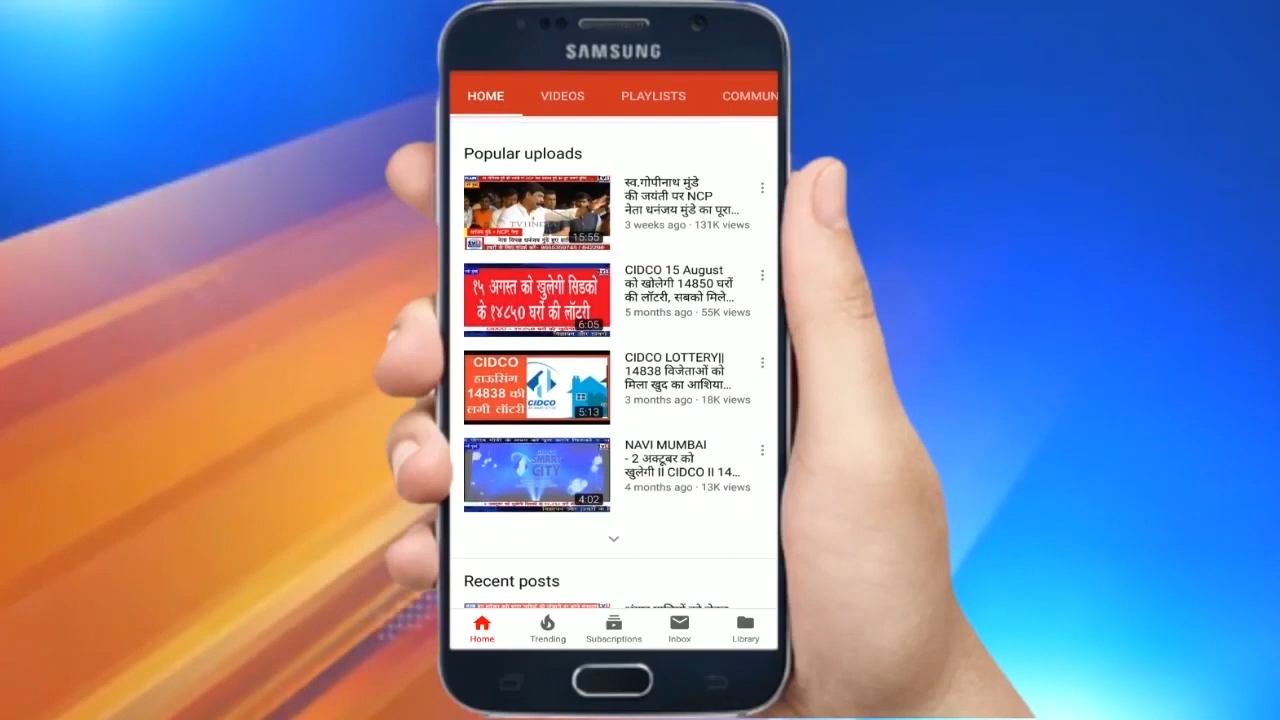 SAMSUNG
HOME VIDEOS PLAYLISTS COMMUN
Popular uploads
स्व.गोपीनाथ मुंडे
की जयंती पर NCP
नेता धनंजय मुंडे का पूरा...
3 weeks ago · 131K views
TV1 INDIA
15:55
CIDCO 15 August
को खोलेगी 14850 घरों
की लॉटरी, सबको मिले...
5 months ago · 55K views
१५ अगस्त को खुलेगी सिडको
के १४८५० घरों की लॉटरी
6:05
CIDCO LOTTERY||
14838 विजेताओं को
मिला खुद का आशिया...
3 months ago · 18K views
CIDCO
हाऊसिंग
14838 की
लगी लॉटरी
CIDCO
5:13
NAVI MUMBAI
- 2 अक्टूबर को
खुलेगी II CIDCO II 14...
4 months ago · 13K views
SMART
CITY
4:02
Recent posts
Home Trending Subscriptions Inbox Library